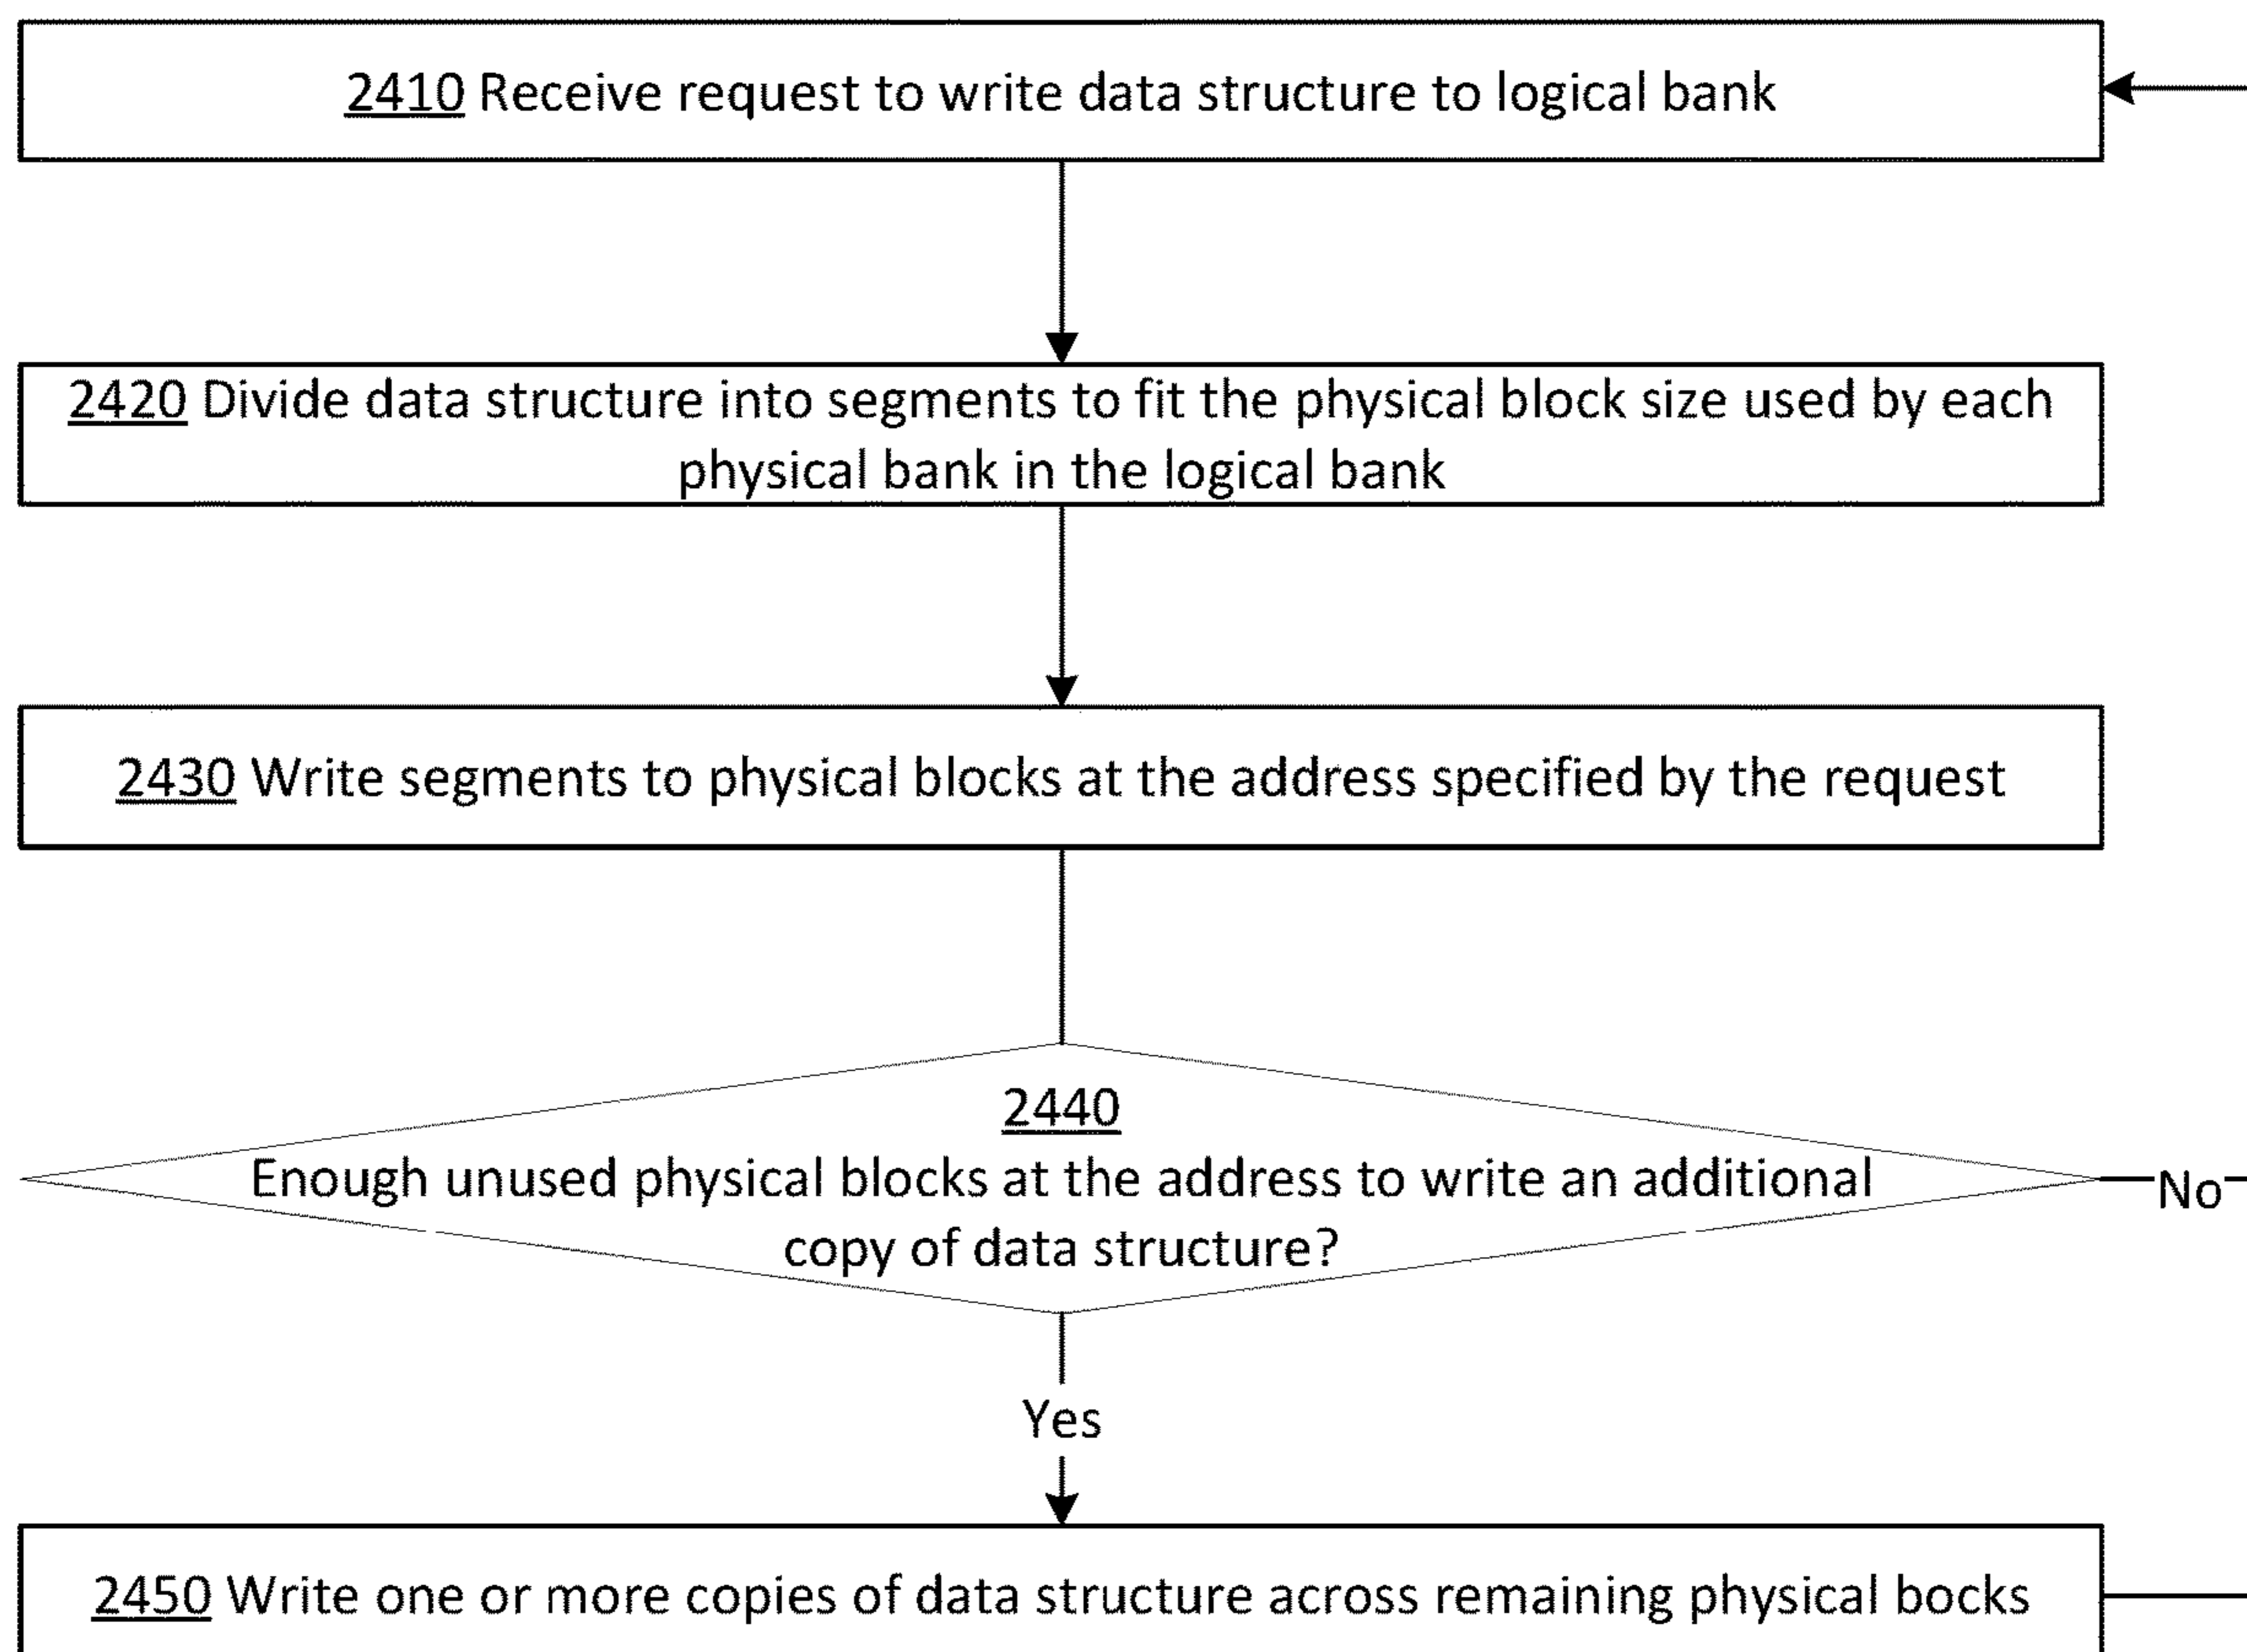 2410 Receive request to write data structure to logical bank
2420 Divide data structure into segments to fit the physical block size used by each
physical bank in the logical bank
2430 Write segments to physical blocks at the address specified by the request
2440
Enough unused physical blocks at the address to write an additional
copy of data structure?
No
Yes
2450 Write one or more copies of data structure across remaining physical bocks